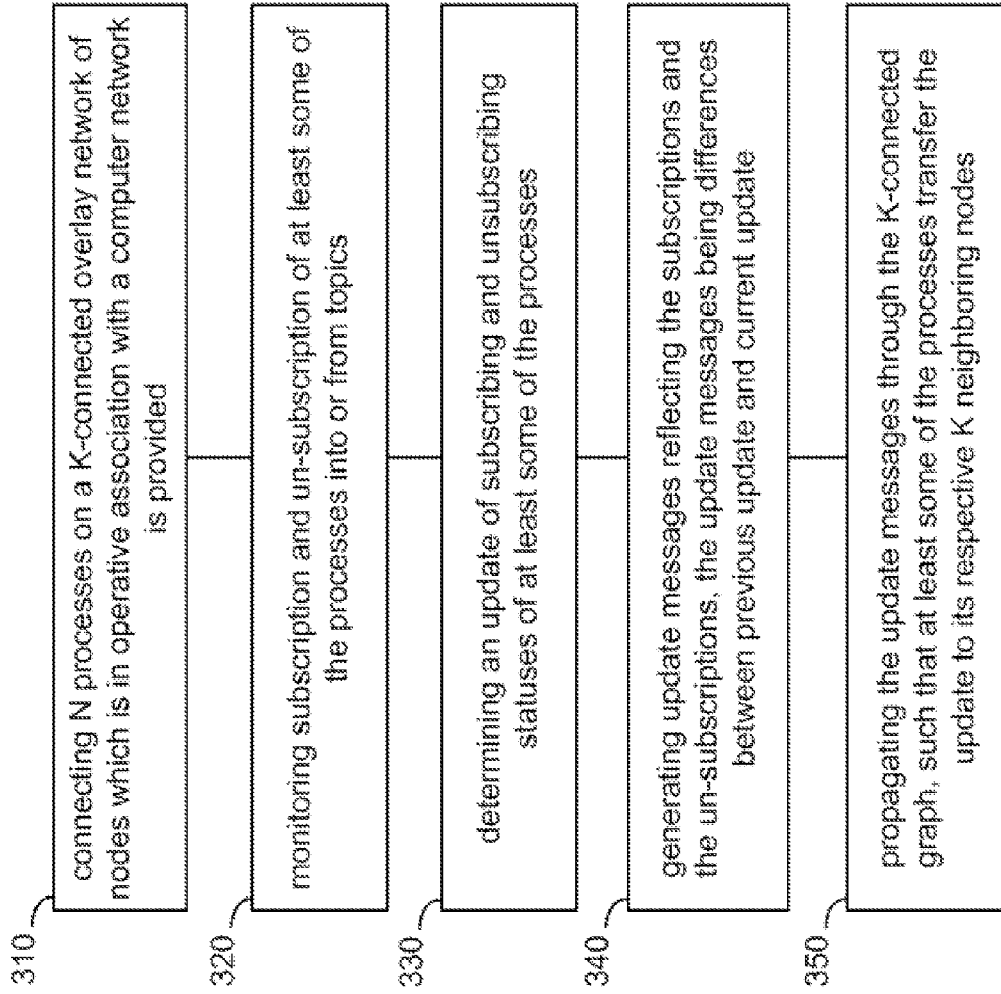 310
connecting N processes on a K-connected overlay network of
nodes which is in operative association with a computer network
is provided
320
monitoring subscription and un-subscription of at least some of
the processes into or from topics
330
determining an update of subscribing and unsubscribing
statuses of at least some of the processes
340
generating update messages reflecting the subscriptions and
the un-subscriptions, the update messages being differences
between previous update and current update
350
propagating the update messages through the K-connected
graph, such that at least some of the processes transfer the
update to its respective K neighboring nodes